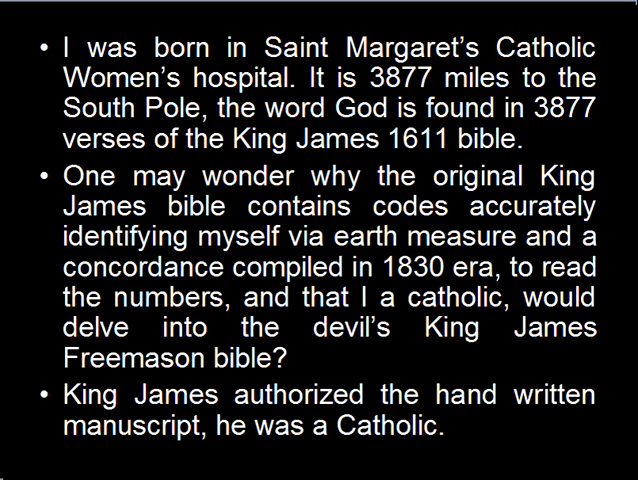 • I was born in Saint Margaret's Catholic
Women's hospital. It is 3877 miles to the
South Pole, the word God is found in 3877
verses of the King James 1611 bible.
• One may wonder why the original King
James bible contains codes accurately
identifying myself via earth measure and a
concordance compiled in 1830 era, to read
the numbers, and that I a catholic, would
delve into the devil's King James
Freemason bible?
• King James authorized the hand written
manuscript, he was a Catholic.